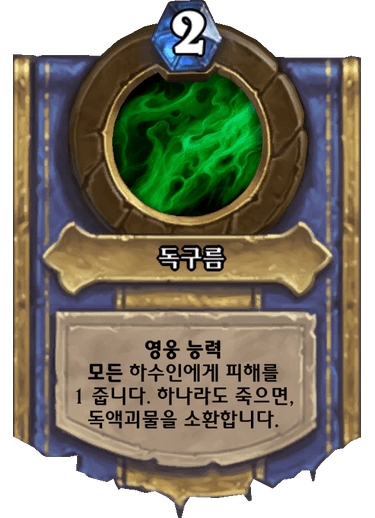 2
독구름
영웅 능력
모든 하수인에게 피해를
1 줍니다. 하나라도 죽으면,
독액괴물을 소환합니다.